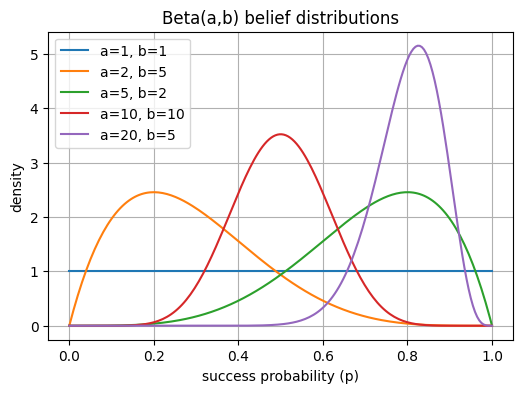 Beta(a,b) belief distributions
a=1, b=1
a=2, b=5
a=5, b=2
a=10, b=10
a=20, b=5
density
5
4
3
2
1
0
0.0 0.2 0.4 0.6 0.8 1.0
success probability (p)